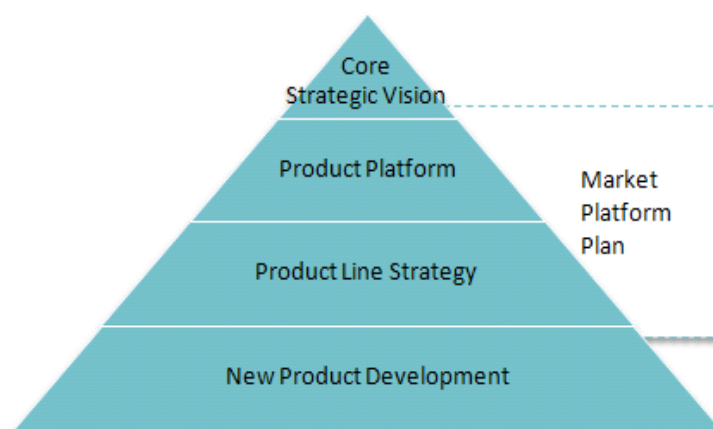 Core
Strategic Vision
Product Platform
Market
Platform
Plan
Product Line Strategy
New Product Development